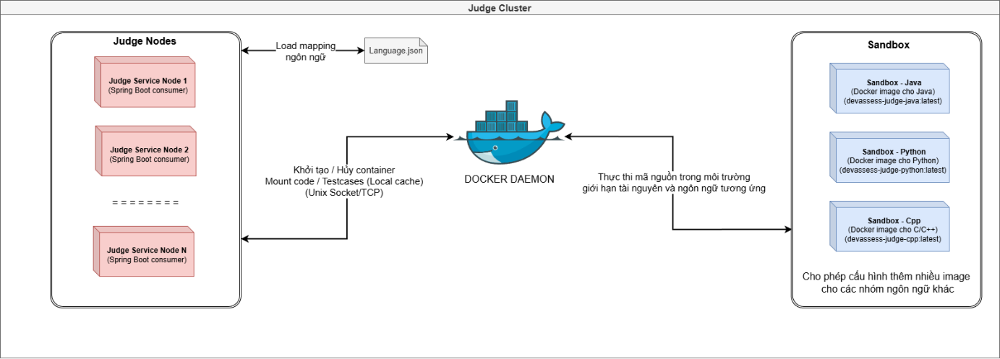 Judge Cluster
Judge Nodes
Judge Service Node 1
(Spring Boot consumer)
Judge Service Node 2
(Spring Boot consumer)
= = = = = = = =
Judge Service Node N
(Spring Boot consumer)
Load mapping
ngôn ngữ
Language.json
Khởi tạo / Hủy container
Mount code / Testcases (Local cache)
(Unix Socket/TCP)
DOCKER DAEMON
Thực thi mã nguồn trong môi trường
giới hạn tài nguyên và ngôn ngữ tương ứng
Sandbox
Sandbox - Java
(Docker image cho Java)
(devassess-judge-java:latest)
Sandbox - Python
(Docker image cho Python)
(devassess-judge-python:latest)
Sandbox - Cpp
(Docker image cho C/C++)
(devassess-judge-cpp:latest)
Cho phép cấu hình thêm nhiều image
cho các nhóm ngôn ngữ khác